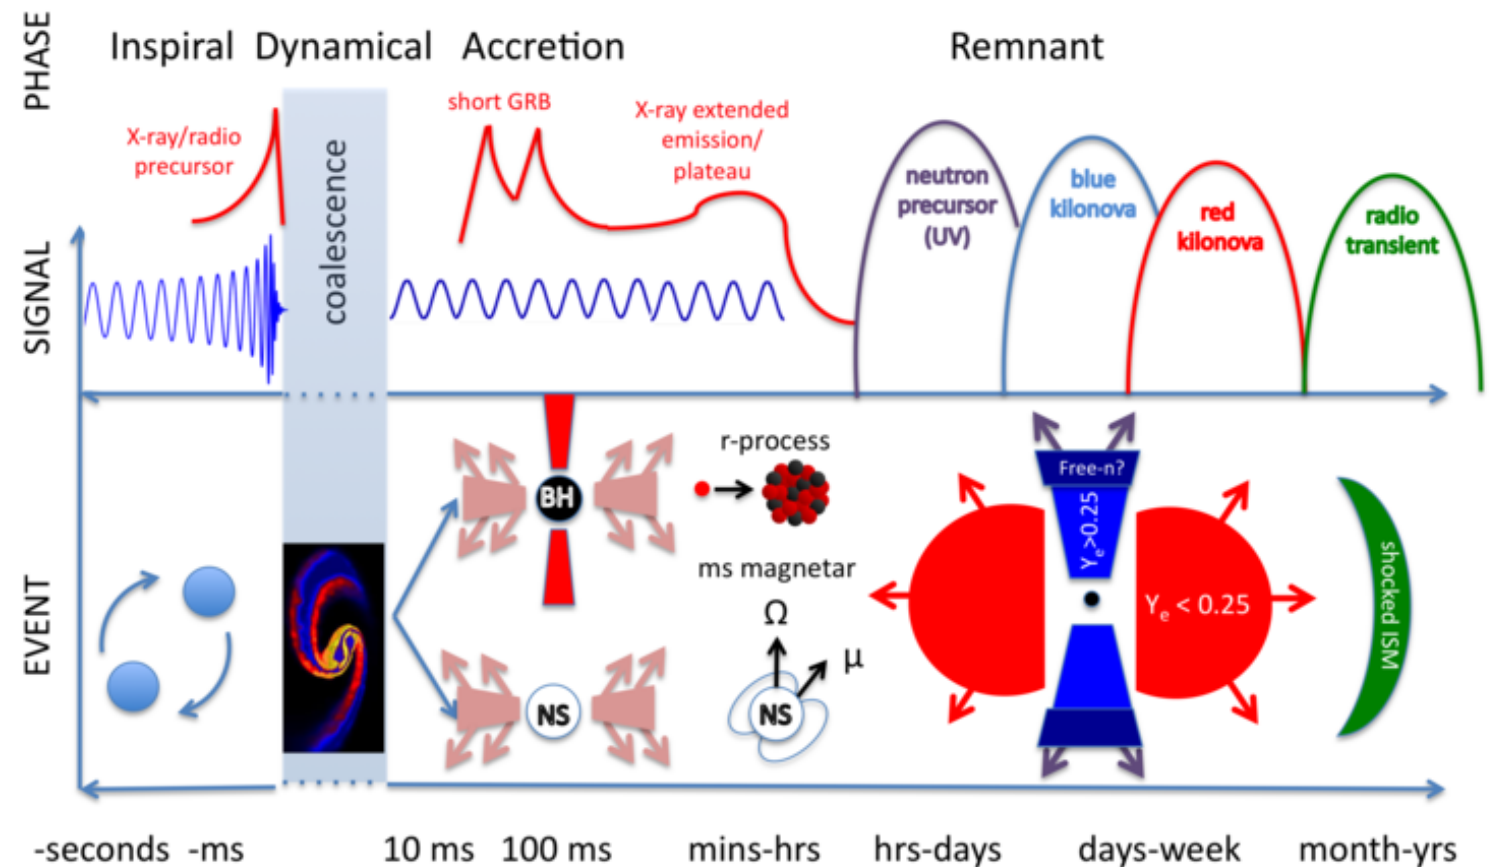 PHASE
Inspiral Dynamical Accretion Remnant
SIGNAL
X-ray/radio
precursor
coalescence
short GRB
X-ray extended
emission/
plateau
neutron
precursor
(UV)
blue
kilonova
red
kilonova
radio
transient
EVENT
BH
NS
r-process
ms magnetar
Ω
μ
NS
Free-n?
Ye>0.25
Ye < 0.25
shocked ISM
-seconds -ms 10 ms 100 ms mins-hrs hrs-days days-week month-yrs